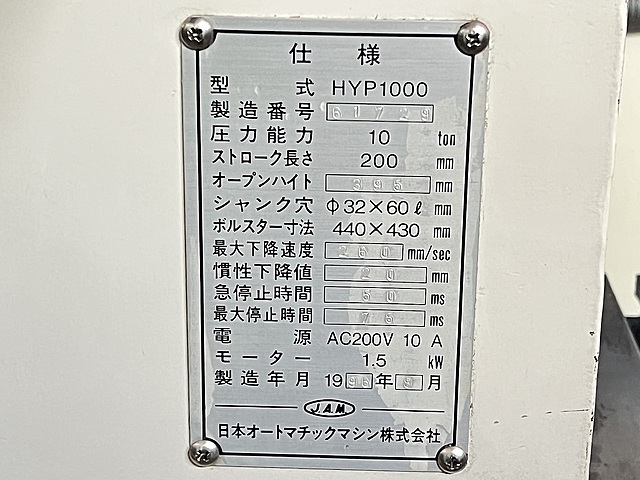 仕様
型式 HYP1000
製造番号 61729
圧力能力 10 ton
ストローク長さ 200 mm
オープンハイト 395 mm
シャンク穴 φ32×60ℓ mm
ボルスター寸法 440×430 mm
最大下降速度 260 mm/sec
慣性下降値 20 mm
急停止時間 50 ms
最大停止時間 75 ms
電源 AC200V 10 A
モーター 1.5 kW
製造年月 1996年9月
J.A.M.
日本オートマチックマシン株式会社